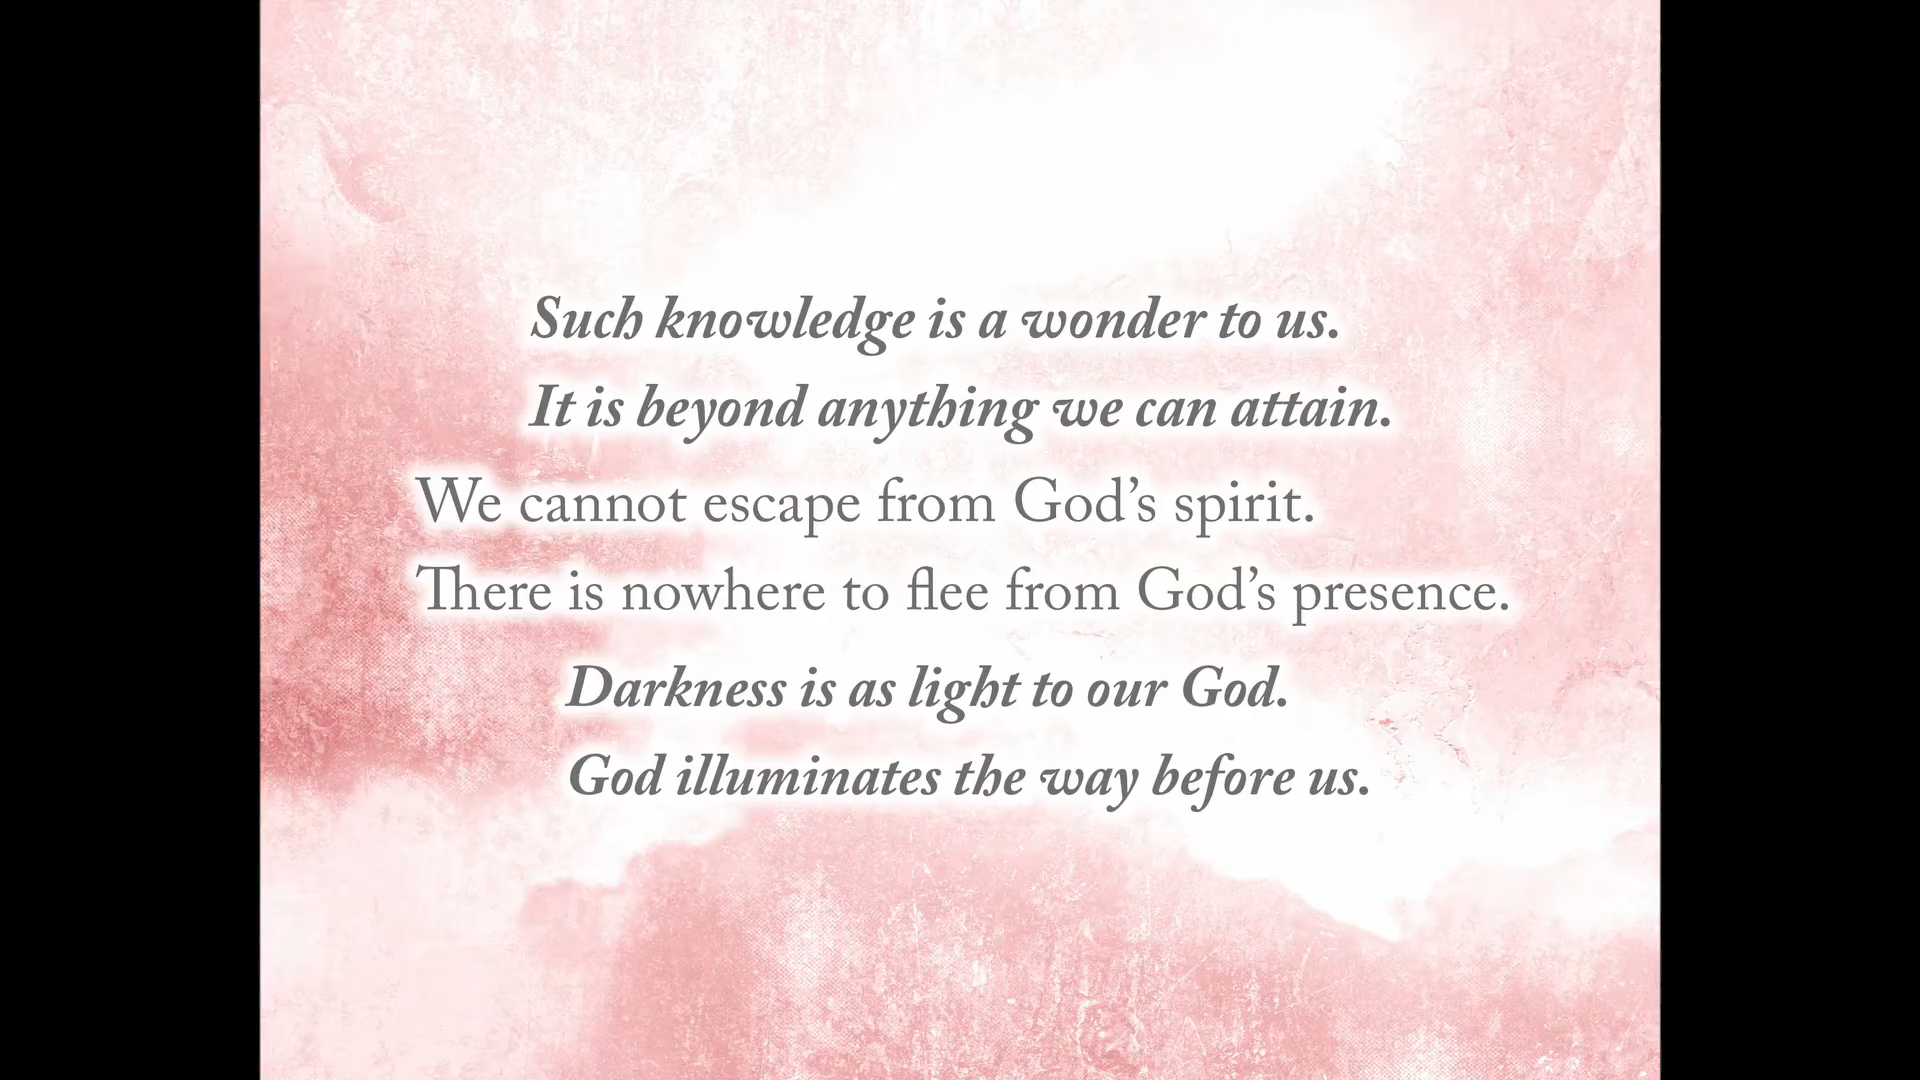 Such knowledge is a wonder to us.
It is beyond anything we can attain.
We cannot escape from God’s spirit.
There is nowhere to flee from God’s presence.
Darkness is as light to our God.
God illuminates the way before us.